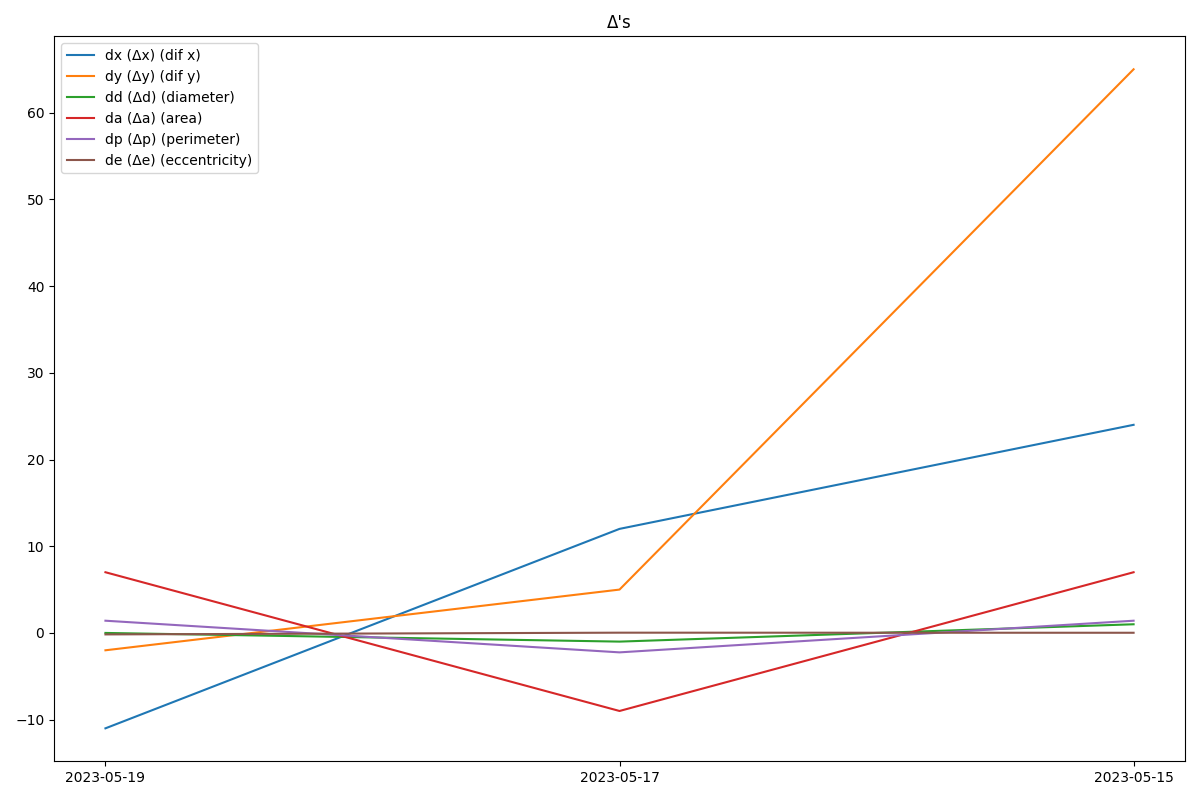 Δ's
dx (Δx) (dif x)
dy (Δy) (dif y)
dd (Δd) (diameter)
da (Δa) (area)
dp (Δp) (perimeter)
de (Δe) (eccentricity)
60
50
40
30
20
10
0
−10
2023-05-19 2023-05-17 2023-05-15